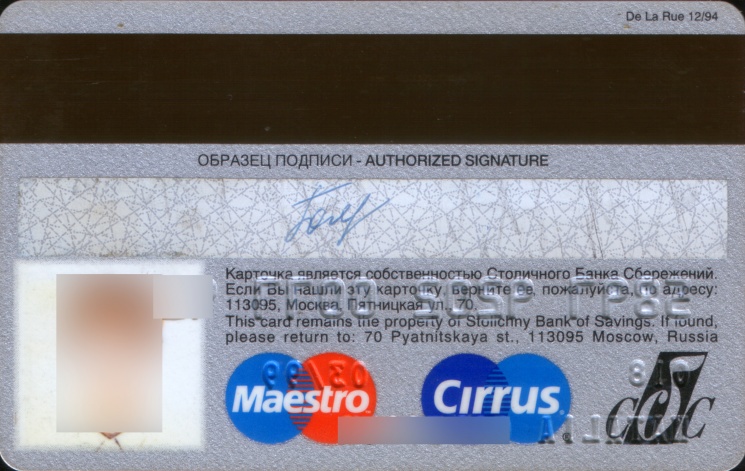 De La Rue 12/94
ОБРАЗЕЦ ПОДПИСИ - AUTHORIZED SIGNATURE
Карточка является собственностью Столичного Банка Сбережений.
Если Вы нашли эту карточку, верните ее, пожалуйста, по адресу:
113095, Москва, Пятницкая ул., 70.
This card remains the property of Stolichny Bank of Savings. If found,
please return to: 70 Pyatnitskaya st., 113095 Moscow, Russia
Maestro Cirrus